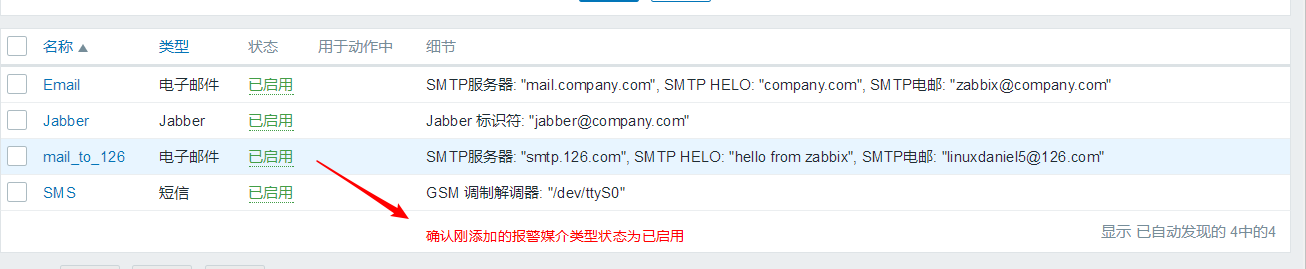 名称 ▲ 类型 状态 用于动作中 细节
Email 电子邮件 已启用 SMTP服务器: "mail.company.com", SMTP HELO: "company.com", SMTP电邮: "zabbix@company.com"
Jabber Jabber 已启用 Jabber 标识符: "jabber@company.com"
mail_to_126 电子邮件 已启用 SMTP服务器: "smtp.126.com", SMTP HELO: "hello from zabbix", SMTP电邮: "linuxdaniel5@126.com"
SMS 短信 已启用 GSM 调制解调器: "/dev/ttyS0"
确认刚添加的报警媒介类型状态为已启用
显示 已自动发现的 4中的4